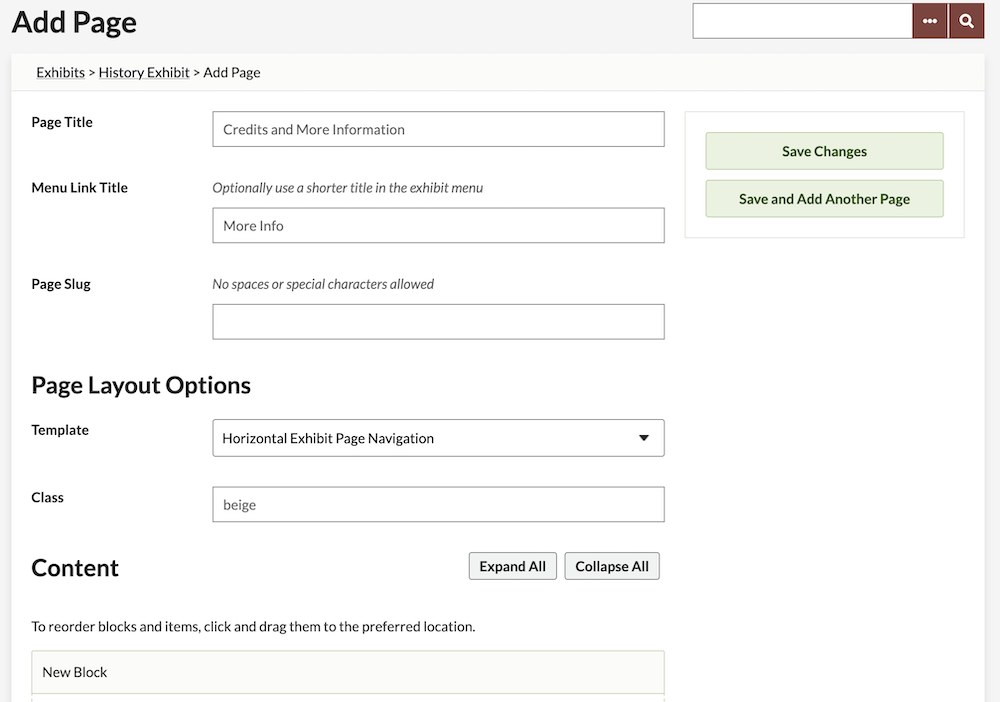 Add Page
Exhibits > History Exhibit > Add Page
Page Title
Credits and More Information
Save Changes
Menu Link Title
Optionally use a shorter title in the exhibit menu
Save and Add Another Page
More Info
Page Slug
No spaces or special characters allowed
Page Layout Options
Template
Horizontal Exhibit Page Navigation
Class
beige
Content
Expand All
Collapse All
To reorder blocks and items, click and drag them to the preferred location.
New Block